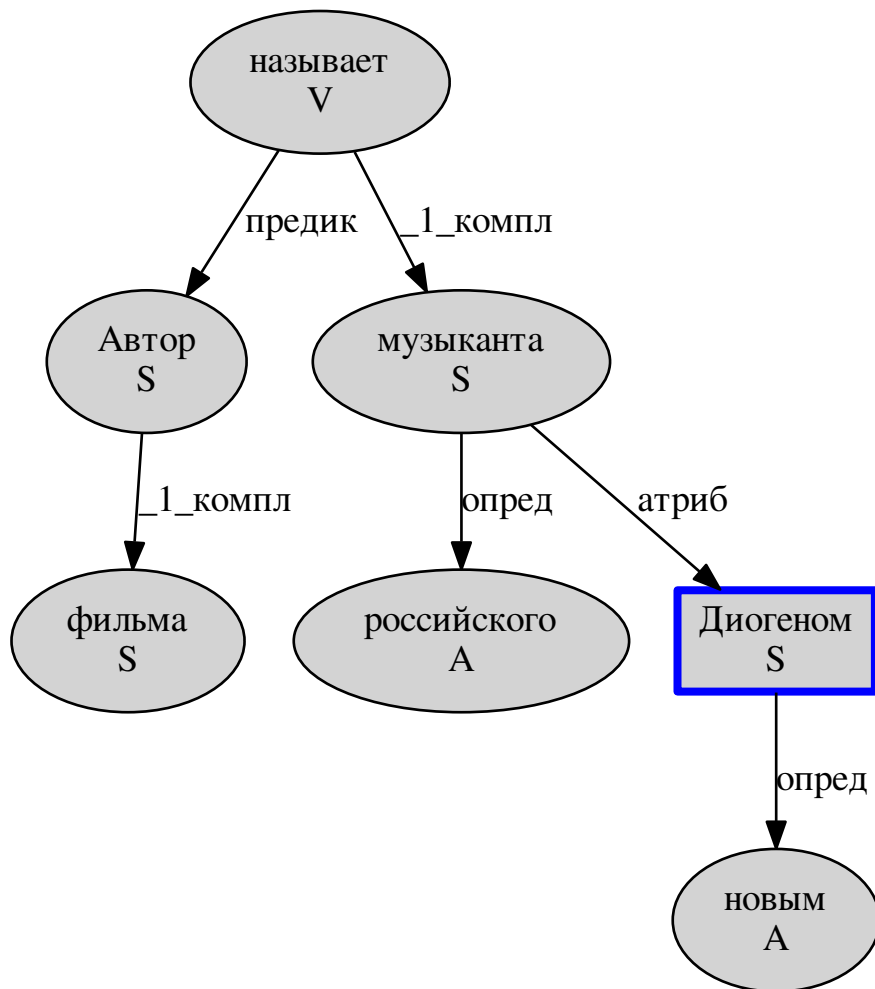 называет
V
предик
_1_компл
Автор
S
музыканта
S
_1_компл
опред
атриб
фильма
S
российского
A
Диогеном
S
опред
новым
A